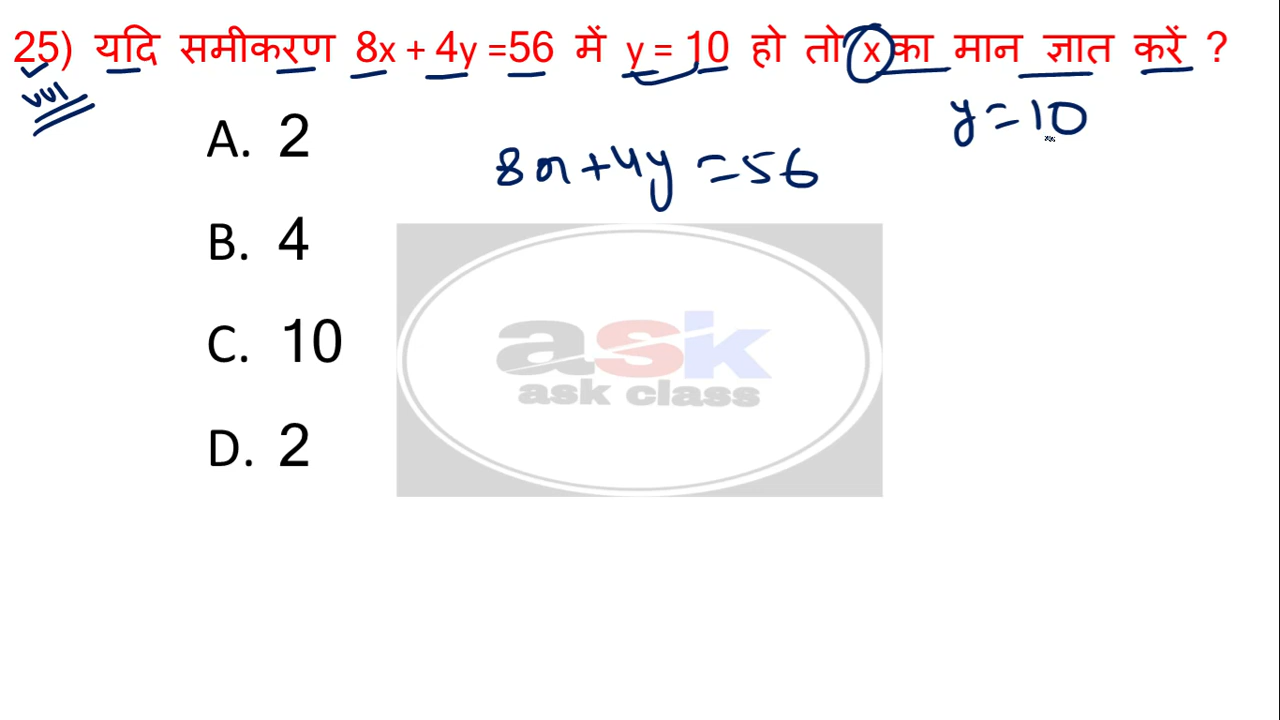 25) यदि समीकरण 8x + 4y =56 में y = 10 हो तो x का मान ज्ञात करें ?
VVI
y = 10
A. 2
8x + 4y = 56
B. 4
C. 10
D. 2
ask
ask class